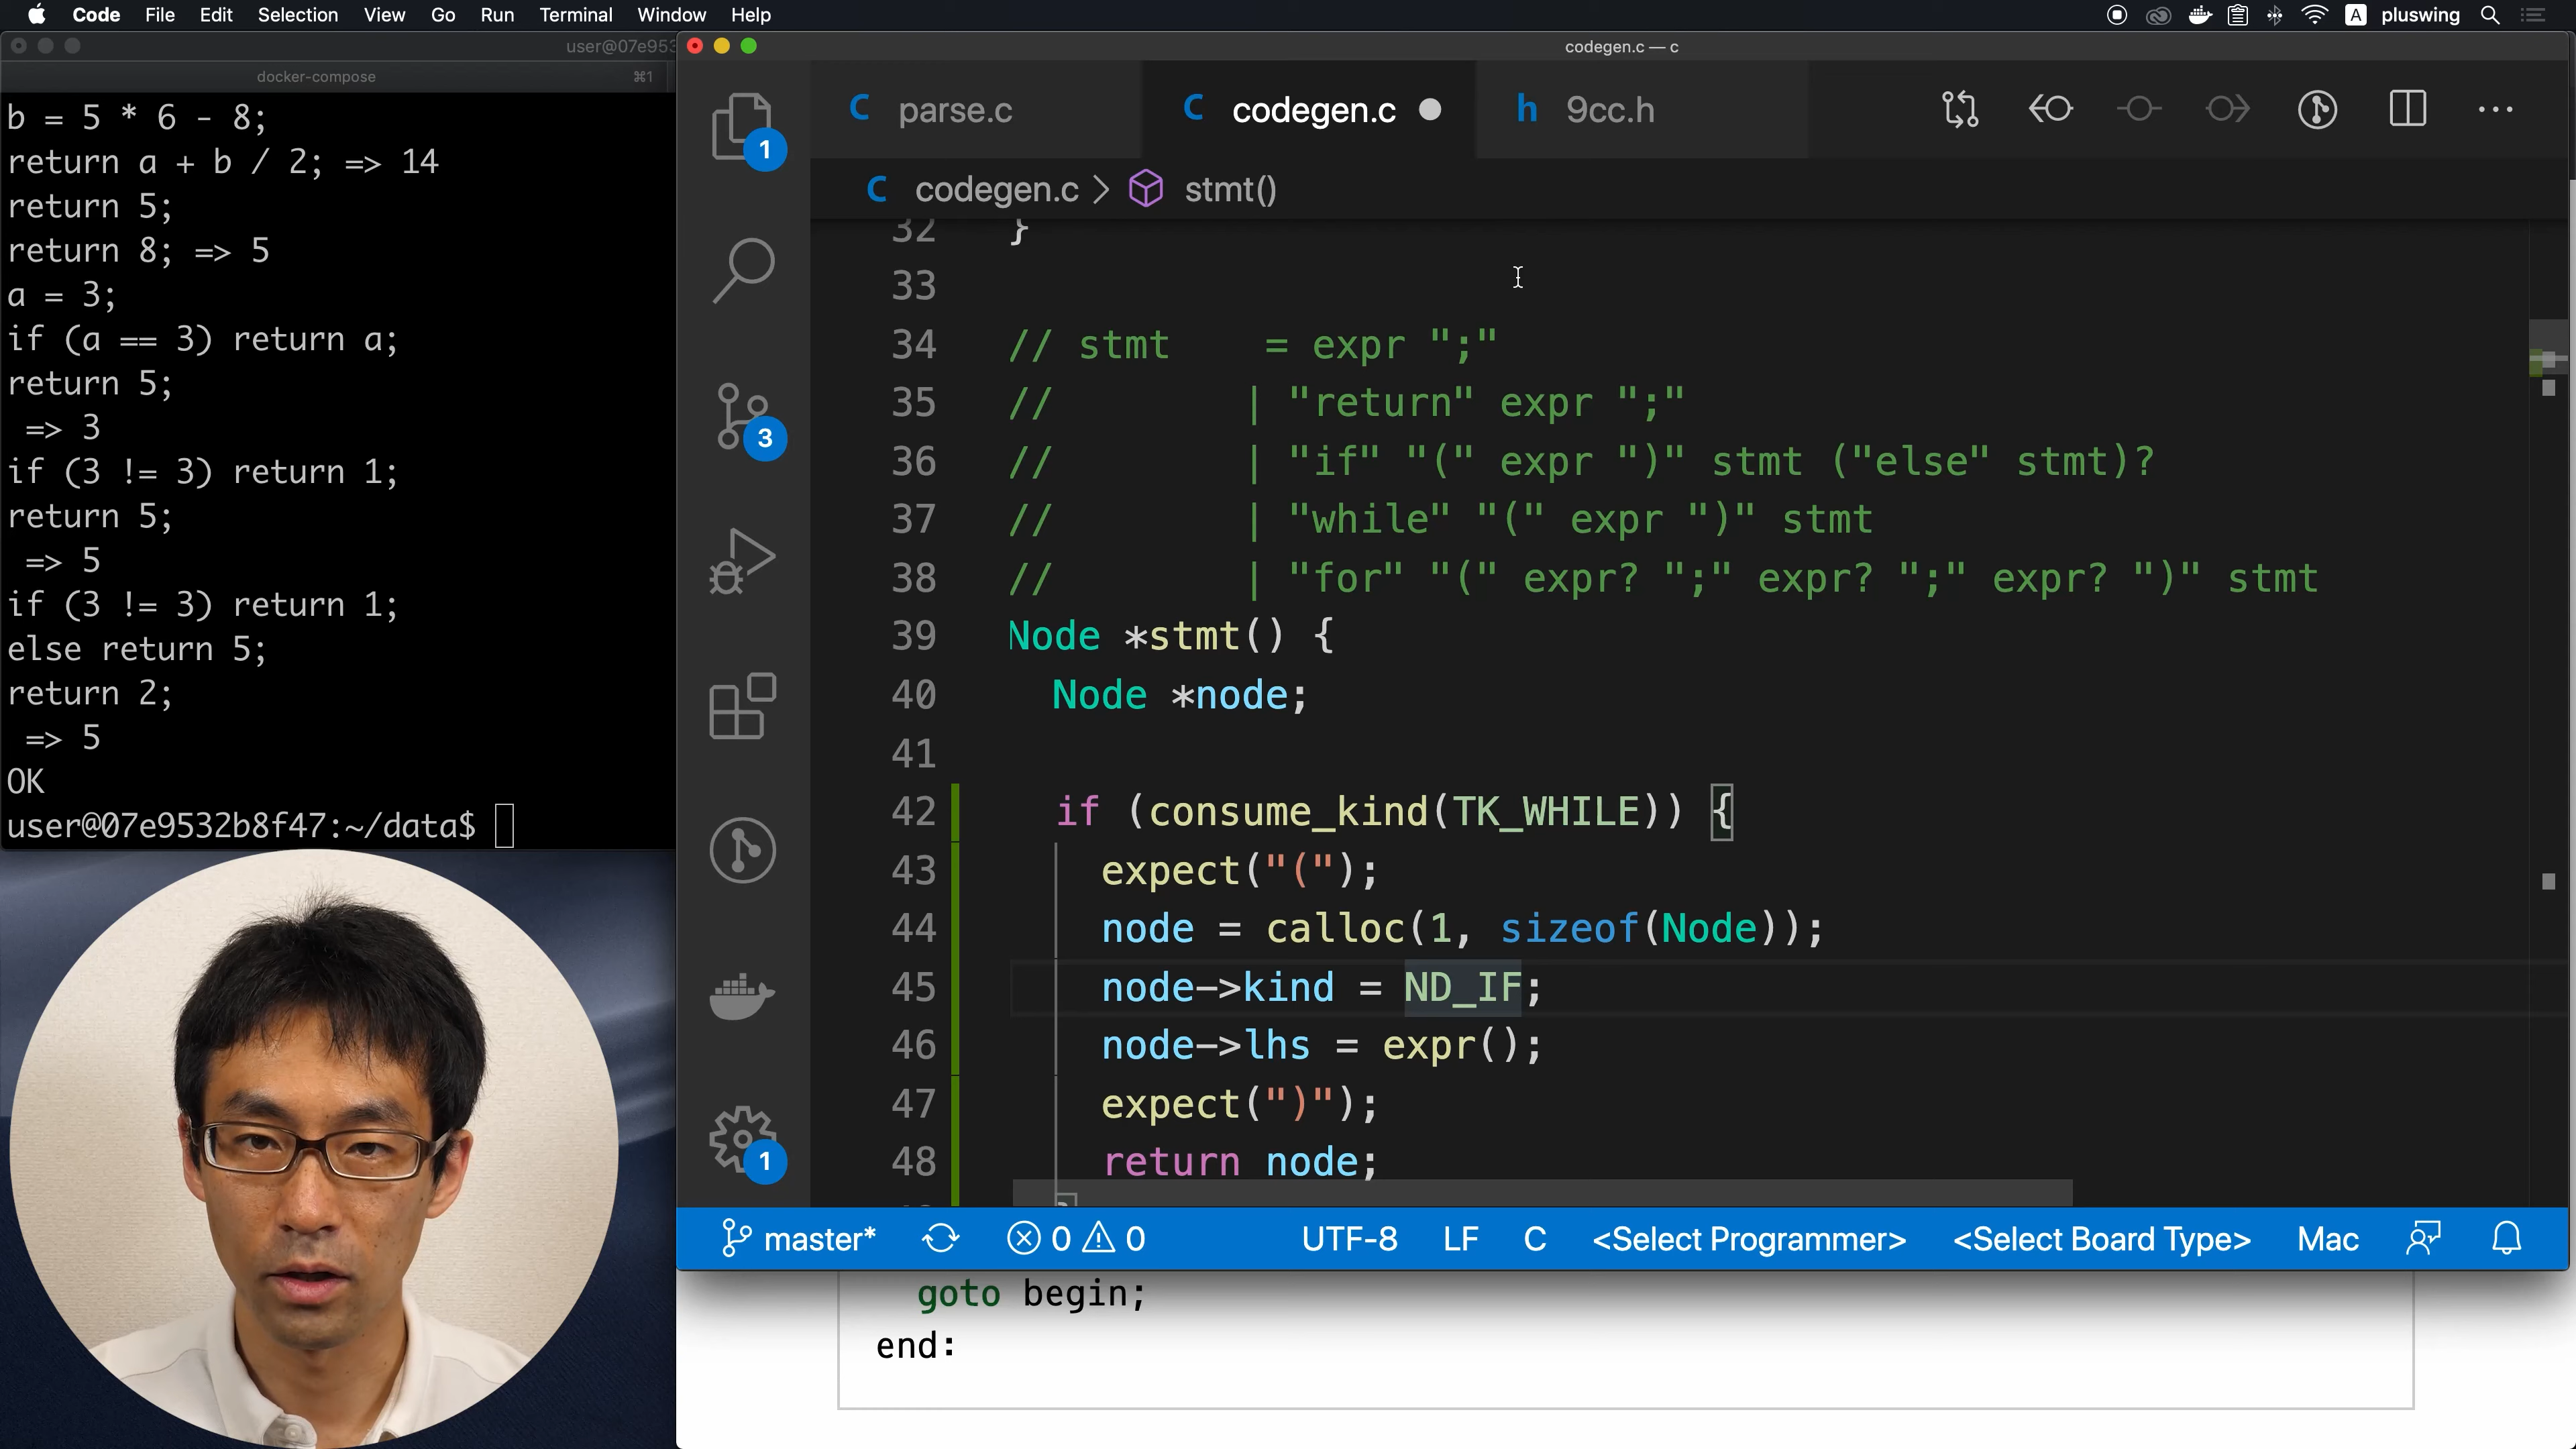 Code File Edit Selection View Go Run Terminal Window Help
A pluswing
user@07e953
docker-compose ⌘1
b = 5 * 6 - 8;
return a + b / 2; => 14
return 5;
return 8; => 5
a = 3;
if (a == 3) return a;
return 5;
=> 3
if (3 != 3) return 1;
return 5;
=> 5
if (3 != 3) return 1;
else return 5;
return 2;
=> 5
OK
user@07e9532b8f47:~/data$
codegen.c — c
C parse.c
C codegen.c
h 9cc.h
C codegen.c > stmt()
1
3
1
32 }
33
34 // stmt    = expr ";"
35 //         | "return" expr ";"
36 //         | "if" "(" expr ")" stmt ("else" stmt)?
37 //         | "while" "(" expr ")" stmt
38 //         | "for" "(" expr? ";" expr? ";" expr? ")" stmt
39 Node *stmt() {
40   Node *node;
41
42   if (consume_kind(TK_WHILE)) {
43     expect("(");
44     node = calloc(1, sizeof(Node));
45     node->kind = ND_IF;
46     node->lhs = expr();
47     expect(")");
48     return node;
master* 0 0 UTF-8 LF C <Select Programmer> <Select Board Type> Mac
goto begin;
end: